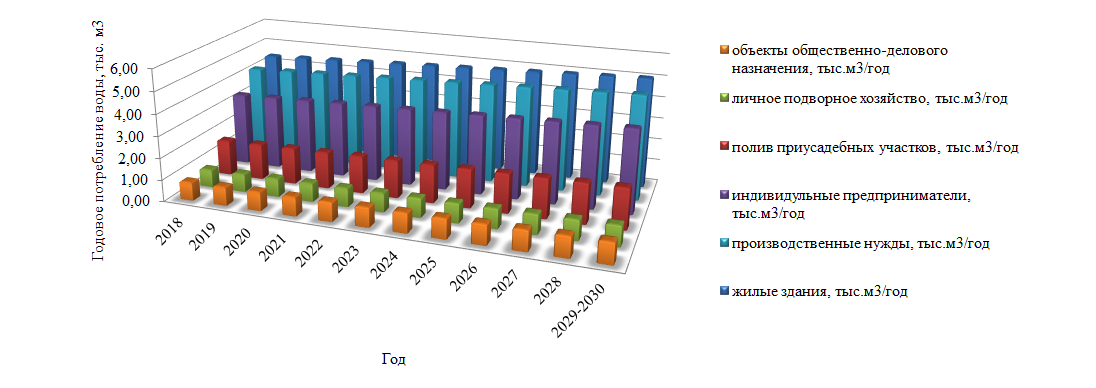 Годовое потребление воды, тыс. м3
6,00
5,00
4,00
3,00
2,00
1,00
0,00
2018
2019
2020
2021
2022
2023
2024
2025
2026
2027
2028
2029-2030
Год
объекты общественно-делового
назначения, тыс.м3/год
личное подворное хозяйство, тыс.м3/год
полив приусадебных участков, тыс.м3/год
индивидульные предприниматели,
тыс.м3/год
производственные нужды, тыс.м3/год
жилые здания, тыс.м3/год